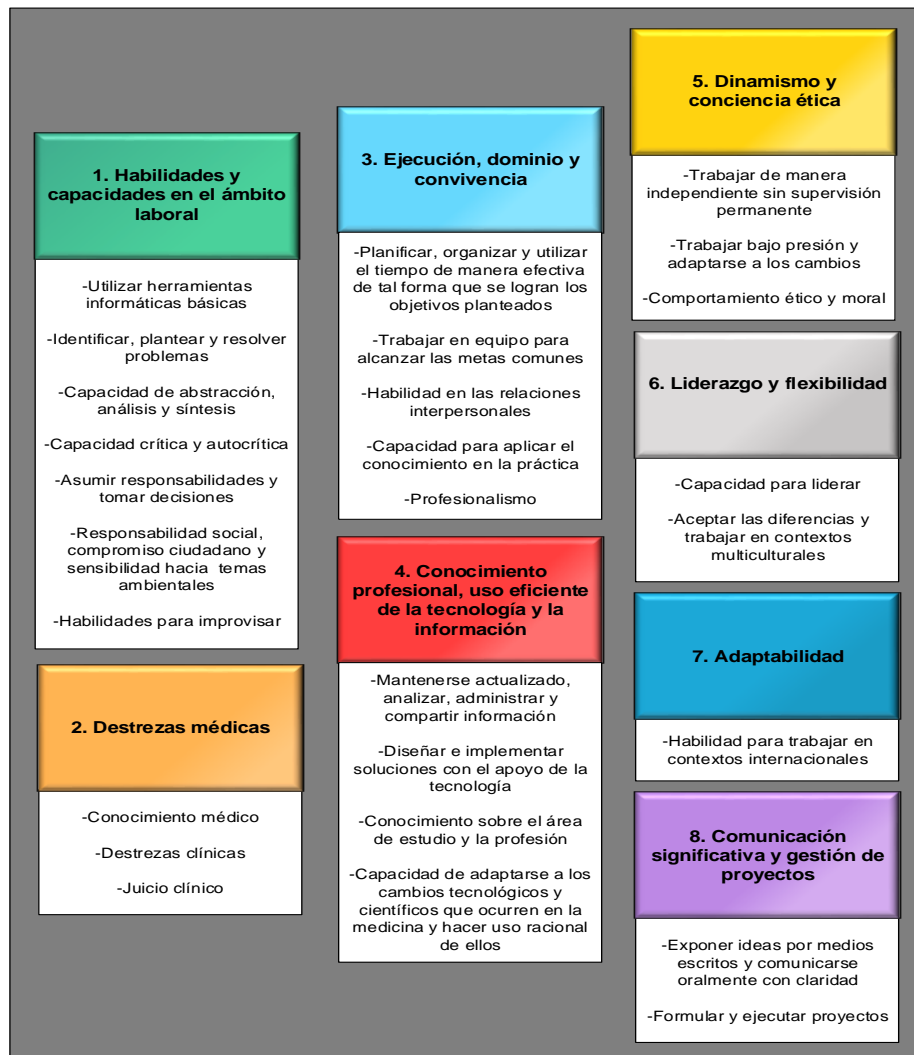 1. Habilidades y
capacidades en el ámbito
laboral
-Utilizar herramientas
informáticas básicas
-Identificar, plantear y resolver
problemas
-Capacidad de abstracción,
análisis y síntesis
-Capacidad crítica y autocrítica
-Asumir responsabilidades y
tomar decisiones
-Responsabilidad social,
compromiso ciudadano y
sensibilidad hacia temas
ambientales
-Habilidades para improvisar
2. Destrezas médicas
-Conocimiento médico
-Destrezas clínicas
-Juicio clínico
3. Ejecución, dominio y
convivencia
-Planificar, organizar y utilizar
el tiempo de manera efectiva
de tal forma que se logran los
objetivos planteados
-Trabajar en equipo para
alcanzar las metas comunes
-Habilidad en las relaciones
interpersonales
-Capacidad para aplicar el
conocimiento en la práctica
-Profesionalismo
4. Conocimiento
profesional, uso eficiente
de la tecnología y la
información
-Mantenerse actualizado,
analizar, administrar y
compartir información
-Diseñar e implementar
soluciones con el apoyo de la
tecnología
-Conocimiento sobre el área
de estudio y la profesión
-Capacidad de adaptarse a los
cambios tecnológicos y
científicos que ocurren en la
medicina y hacer uso racional
de ellos
5. Dinamismo y
conciencia ética
-Trabajar de manera
independiente sin supervisión
permanente
-Trabajar bajo presión y
adaptarse a los cambios
-Comportamiento ético y moral
6. Liderazgo y flexibilidad
-Capacidad para liderar
-Aceptar las diferencias y
trabajar en contextos
multiculturales
7. Adaptabilidad
-Habilidad para trabajar en
contextos internacionales
8. Comunicación
significativa y gestión de
proyectos
-Exponer ideas por medios
escritos y comunicarse
oralmente con claridad
-Formular y ejecutar proyectos